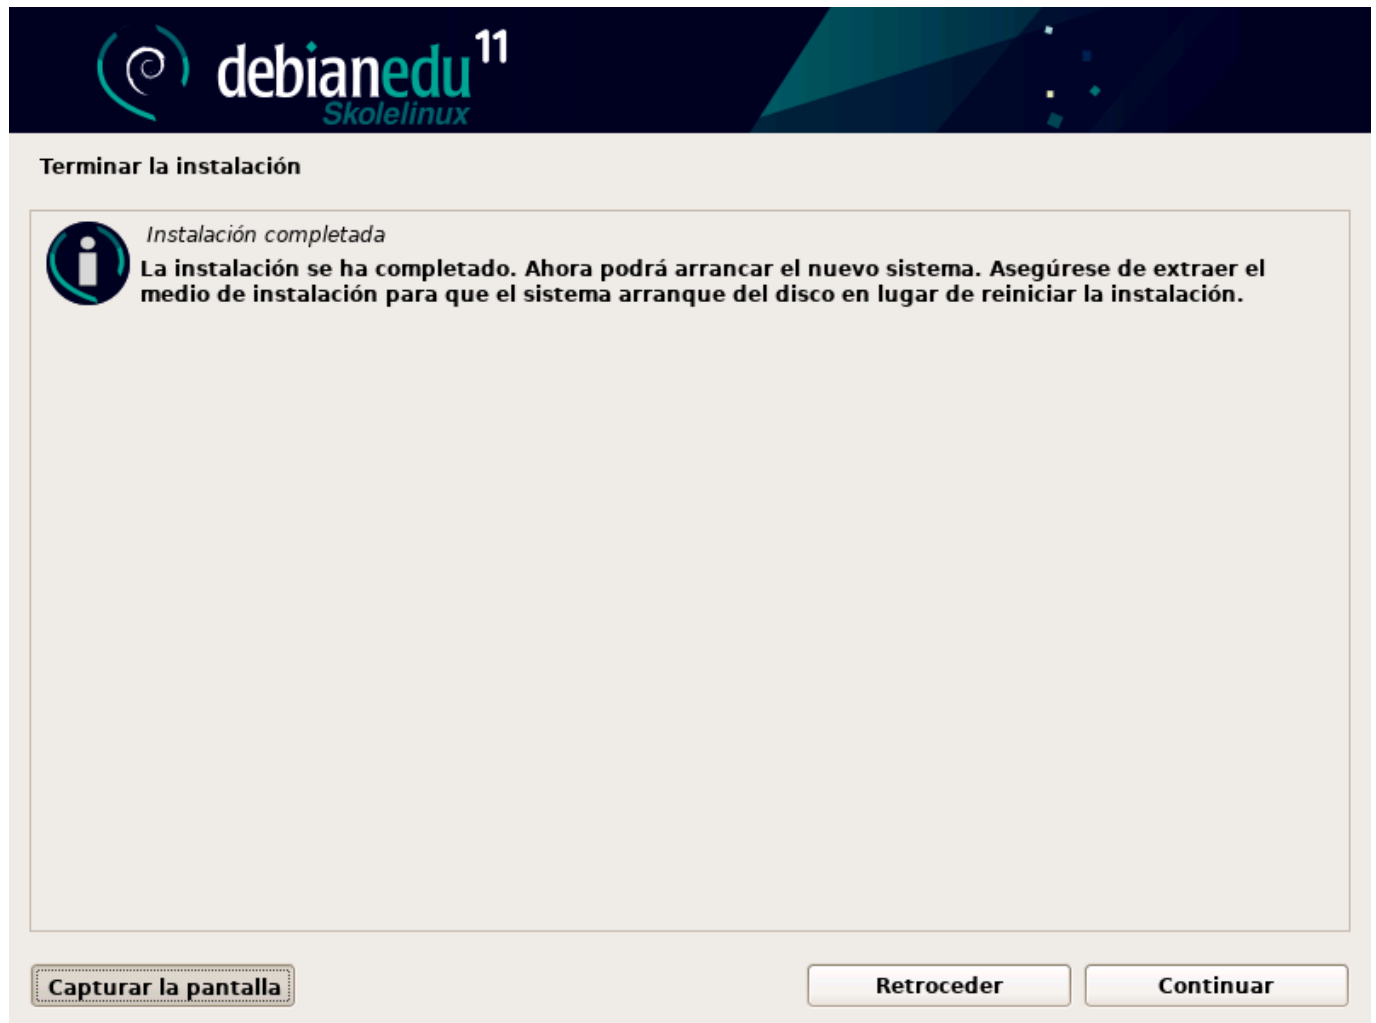 debianedu 11
Skolelinux
Terminar la instalación
Instalación completada
La instalación se ha completado. Ahora podrá arrancar el nuevo sistema. Asegúrese de extraer el
medio de instalación para que el sistema arranque del disco en lugar de reiniciar la instalación.
Capturar la pantalla
Retroceder
Continuar